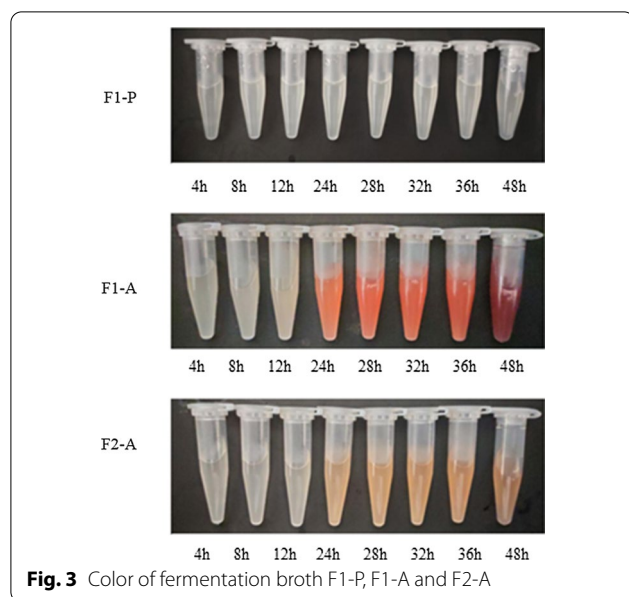 F1-P
4h 8h 12h 24h 28h 32h 36h 48h
F1-A
4h 8h 12h 24h 28h 32h 36h 48h
F2-A
4h 8h 12h 24h 28h 32h 36h 48h
Fig. 3 Color of fermentation broth F1-P, F1-A and F2-A